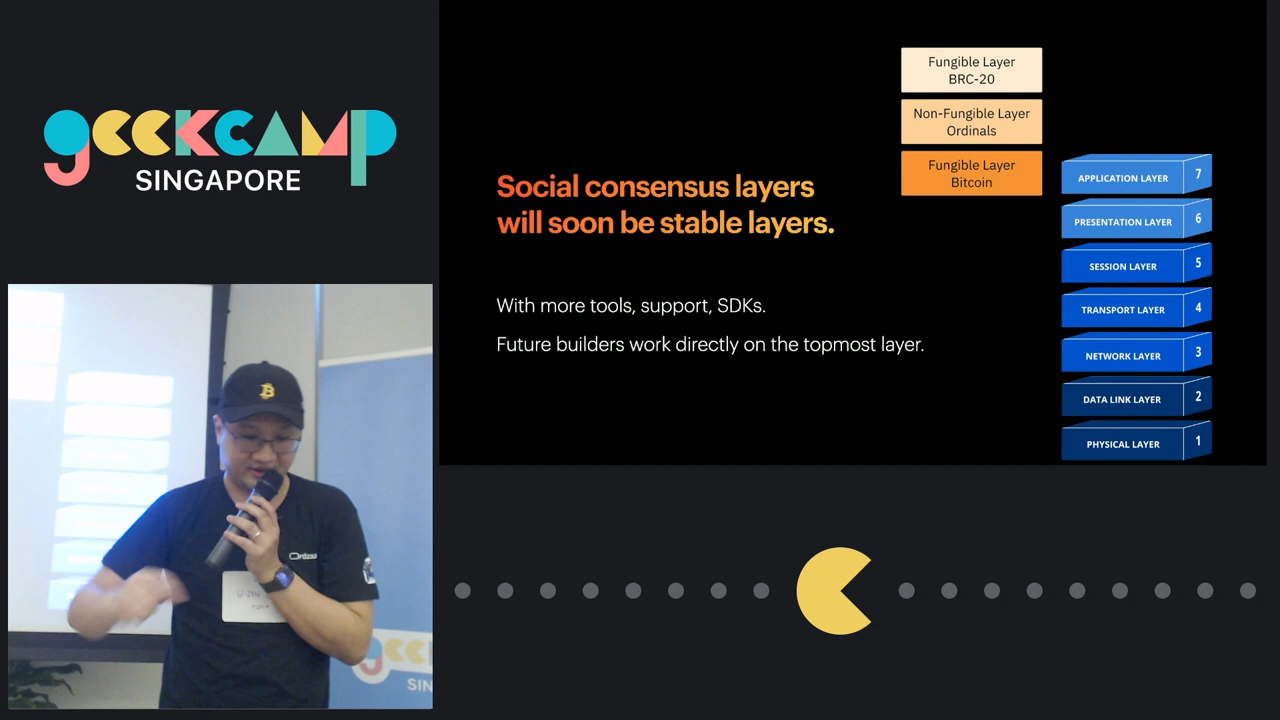 geekcamp
SINGAPORE
Social consensus layers
will soon be stable layers.
With more tools, support, SDKs.
Future builders work directly on the topmost layer.
Fungible Layer
BRC-20
Non-Fungible Layer
Ordinals
Fungible Layer
Bitcoin
APPLICATION LAYER 7
PRESENTATION LAYER 6
SESSION LAYER 5
TRANSPORT LAYER 4
NETWORK LAYER 3
DATA LINK LAYER 2
PHYSICAL LAYER 1